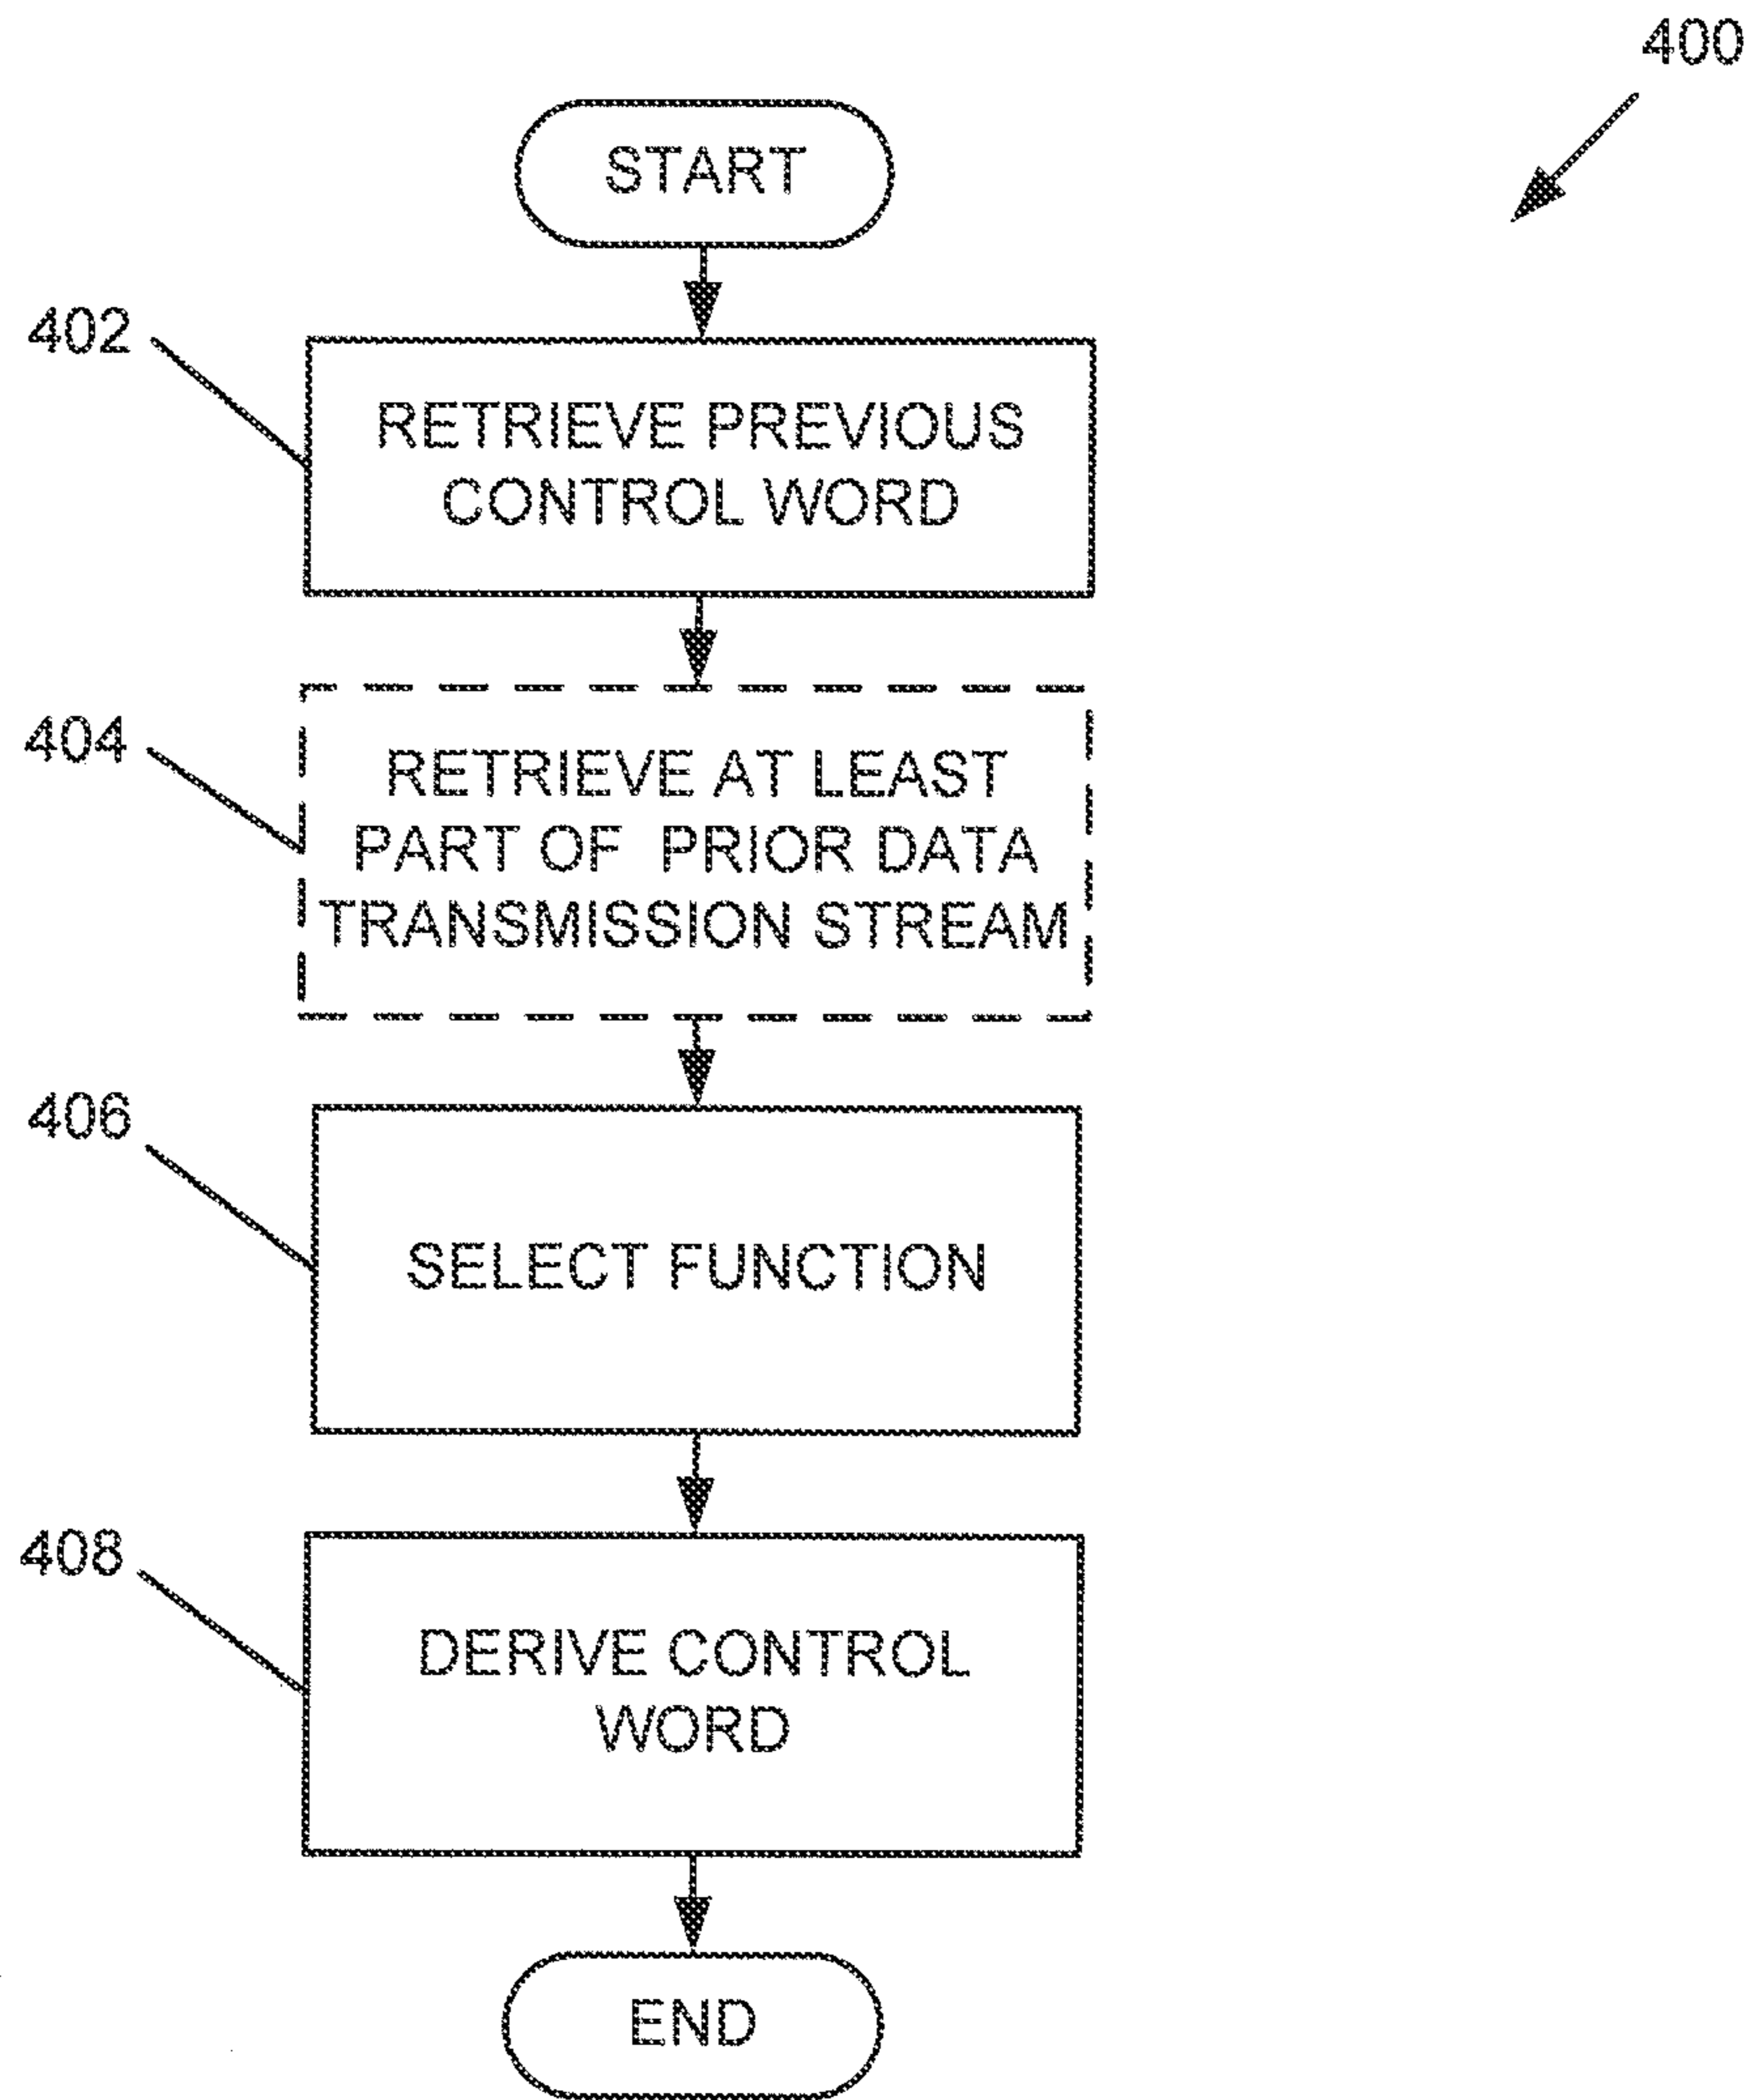 400
START
402
RETRIEVE PREVIOUS
CONTROL WORD
404
RETRIEVE AT LEAST
PART OF PRIOR DATA
TRANSMISSION STREAM
406
SELECT FUNCTION
408
DERIVE CONTROL
WORD
END